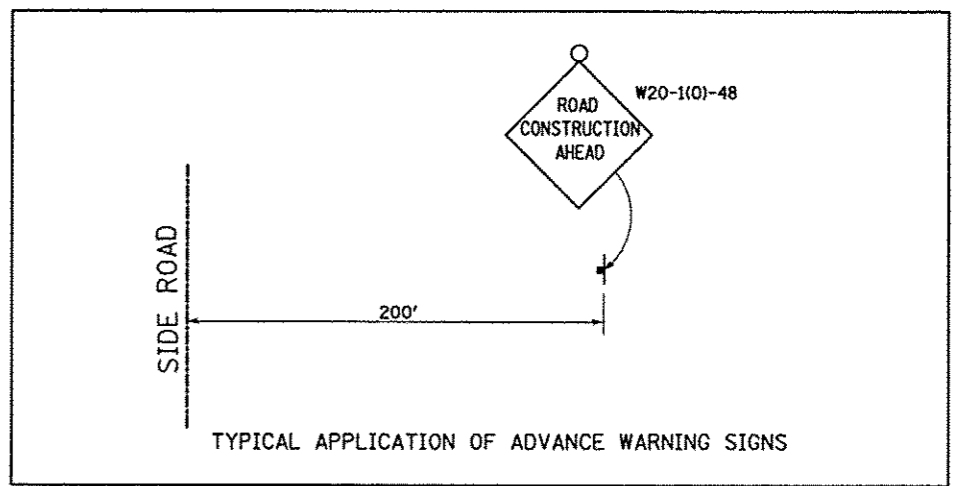 W20-1(O)-48
ROAD
CONSTRUCTION
AHEAD
SIDE ROAD
200'
TYPICAL APPLICATION OF ADVANCE WARNING SIGNS